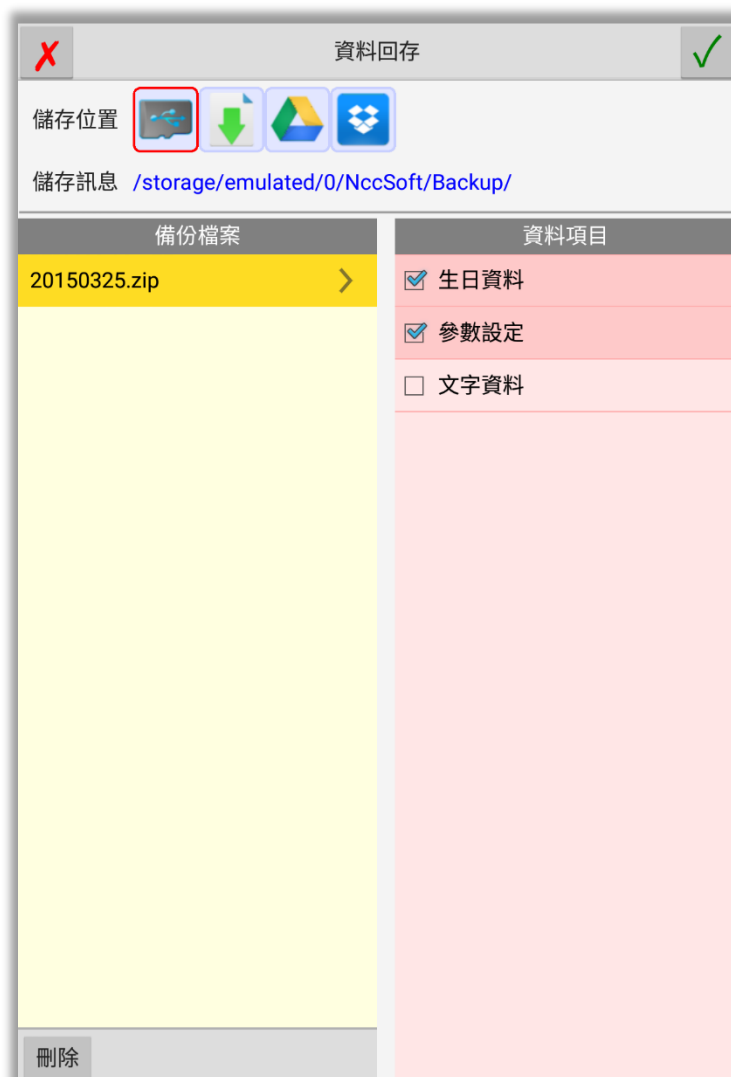 資料回存
儲存位置
儲存訊息 /storage/emulated/0/NccSoft/Backup/
備份檔案
20150325.zip
資料項目
生日資料
參數設定
文字資料
刪除